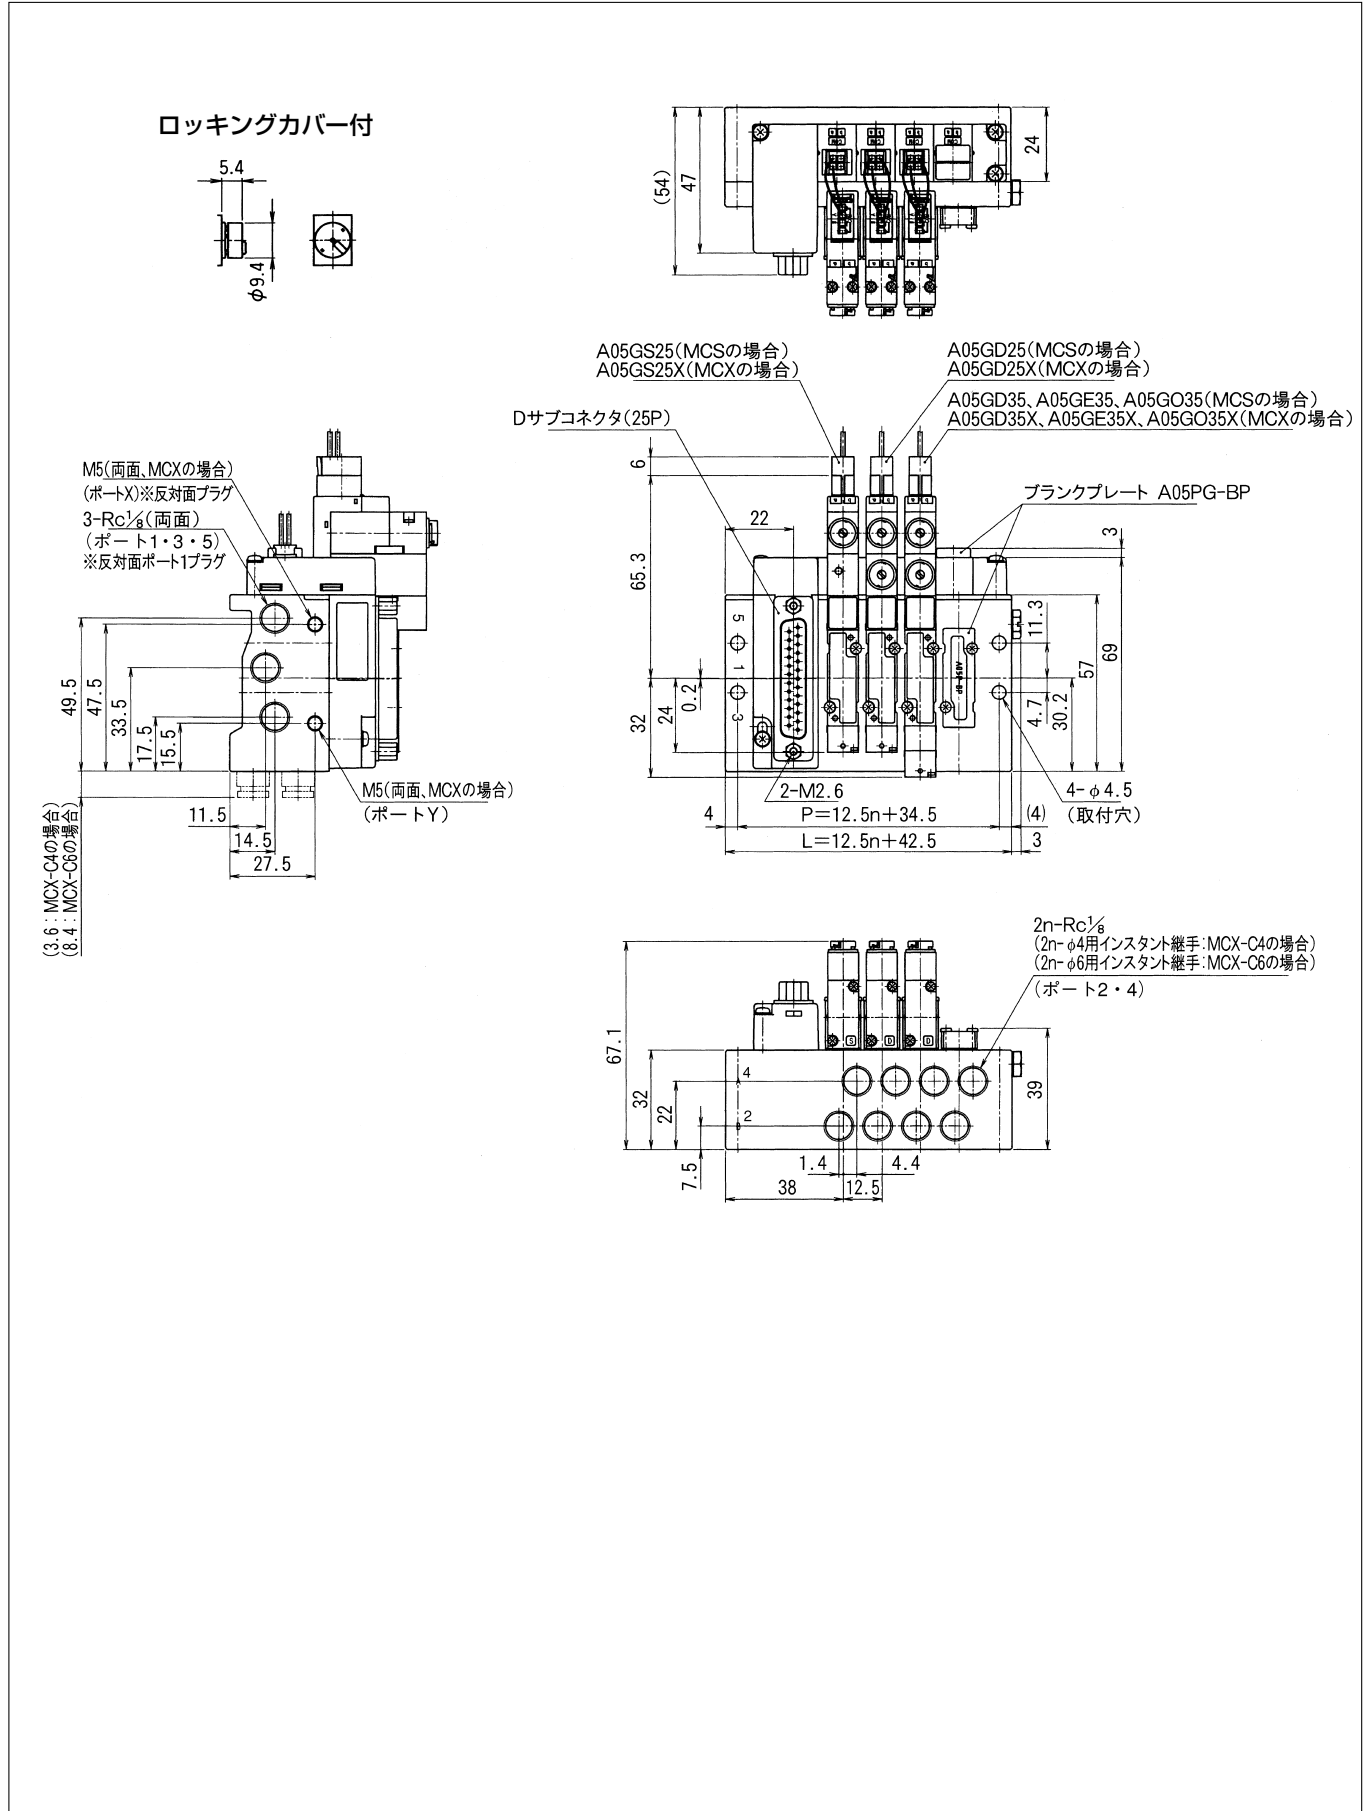 ロッキングカバー付
5.4
φ9.4
(54)
47
24
A05GS25(MCSの場合)
A05GS25X(MCXの場合)
A05GD25(MCSの場合)
A05GD25X(MCXの場合)
A05GD35、A05GE35、A05GO35(MCSの場合)
A05GD35X、A05GE35X、A05GO35X(MCXの場合)
Dサブコネクタ(25P)
ブランクプレート A05PG-BP
M5(両面、MCXの場合)
(ポートX)※反対面プラグ
3-Rc⅛(両面)
(ポート1・3・5)
※反対面ポート1プラグ
49.5
47.5
33.5
17.5
15.5
11.5
14.5
27.5
(3.6：MCX-C4の場合)
(8.4：MCX-C6の場合)
M5(両面、MCXの場合)
(ポートY)
6
65.3
22
32
24
0.2
5
1
3
3
11.3
69
57
4.7
30.2
2-M2.6
4-φ4.5
(取付穴)
4
P=12.5n+34.5
(4)
L=12.5n+42.5
3
2n-Rc⅛
(2n-φ4用インスタント継手:MCX-C4の場合)
(2n-φ6用インスタント継手:MCX-C6の場合)
(ポート2・4)
67.1
32
22
7.5
A 4
B 2
S
D
D
39
1.4
4.4
38
12.5